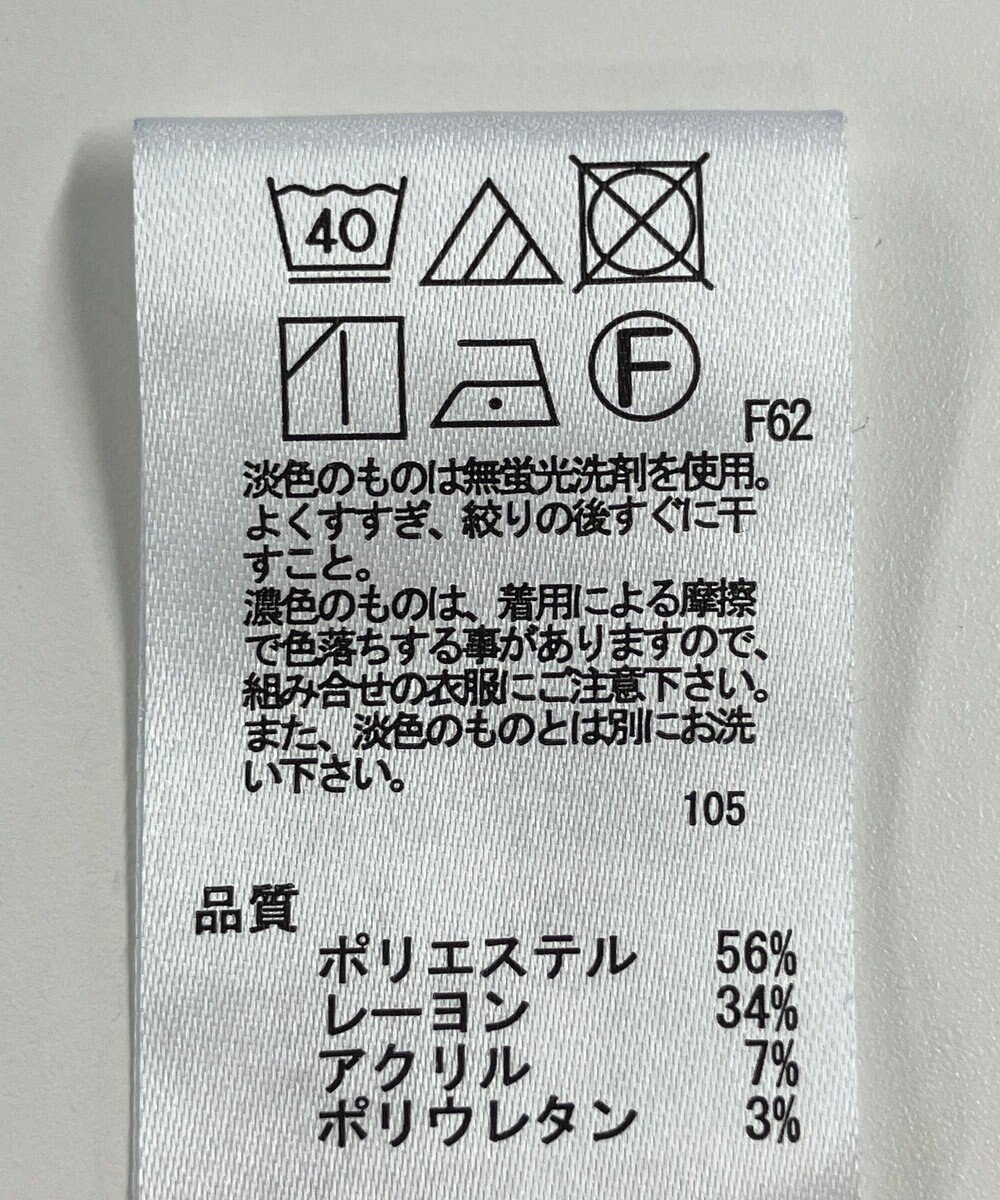 40
F
F62
淡色のものは無蛍光洗剤を使用。
よくすすぎ、絞りの後すぐに干
すこと。
濃色のものは、着用による摩擦
で色落ちする事がありますので、
組み合せの衣服にご注意下さい。
また、淡色のものとは別にお洗
い下さい。
105
品質
ポリエステル 56%
レーヨン 34%
アクリル 7%
ポリウレタン 3%